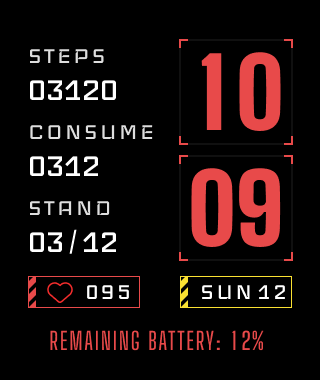 STEPS
03120
CONSUME
0312
STAND
03/12
10
09
095
SUN 12
REMAINING BATTERY: 12%